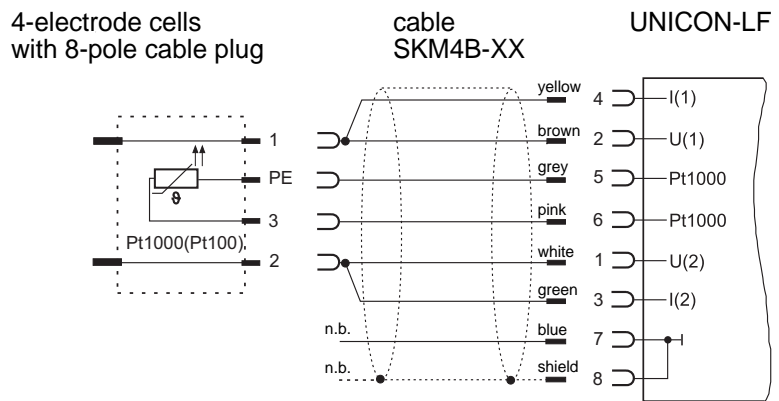 4-electrode cells
with 8-pole cable plug
cable
SKM4B-XX
UNICON-LF
yellow 4 I(1)
1 brown 2 U(1)
PE grey 5 Pt1000
ϑ
3 pink 6 Pt1000
Pt1000(Pt100)
2 white 1 U(2)
green 3 I(2)
n.b. blue 7
n.b. shield 8